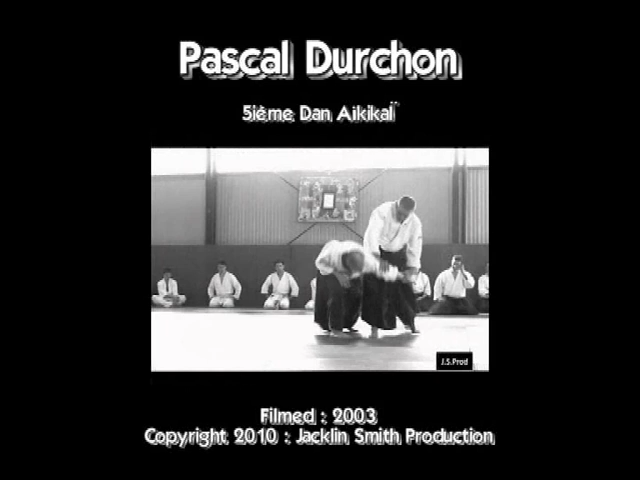 Pascal Durchon
5ième Dan Aikikaï
J.S.Prod
Filmed : 2003
Copyright 2010 : Jacklin Smith Production